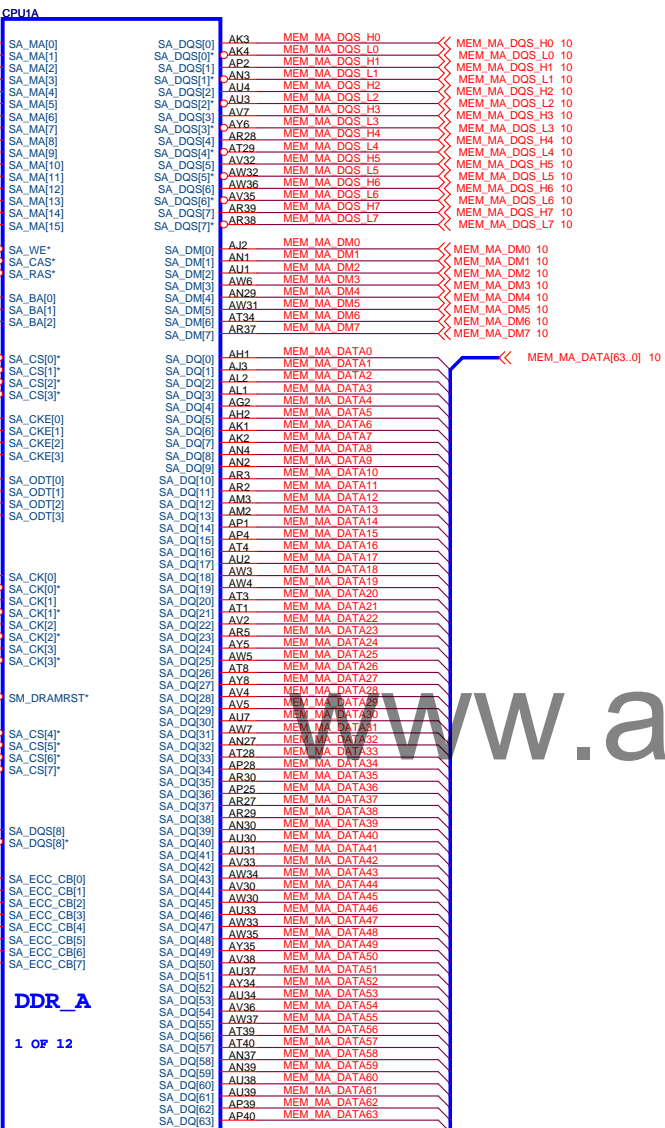 CPU1A
SA_MA[0] SA_DQS[0] AK3 MEM_MA_DQS_H0 MEM_MA_DQS_H0 10
SA_MA[1] SA_DQS[0]* AK4 MEM_MA_DQS_L0 MEM_MA_DQS_L0 10
SA_MA[2] SA_DQS[1] AP2 MEM_MA_DQS_H1 MEM_MA_DQS_H1 10
SA_MA[3] SA_DQS[1]* AN3 MEM_MA_DQS_L1 MEM_MA_DQS_L1 10
SA_MA[4] SA_DQS[2] AU4 MEM_MA_DQS_H2 MEM_MA_DQS_H2 10
SA_MA[5] SA_DQS[2]* AU3 MEM_MA_DQS_L2 MEM_MA_DQS_L2 10
SA_MA[6] SA_DQS[3] AV7 MEM_MA_DQS_H3 MEM_MA_DQS_H3 10
SA_MA[7] SA_DQS[3]* AY6 MEM_MA_DQS_L3 MEM_MA_DQS_L3 10
SA_MA[8] SA_DQS[4] AR28 MEM_MA_DQS_H4 MEM_MA_DQS_H4 10
SA_MA[9] SA_DQS[4]* AT29 MEM_MA_DQS_L4 MEM_MA_DQS_L4 10
SA_MA[10] SA_DQS[5] AV32 MEM_MA_DQS_H5 MEM_MA_DQS_H5 10
SA_MA[11] SA_DQS[5]* AW32 MEM_MA_DQS_L5 MEM_MA_DQS_L5 10
SA_MA[12] SA_DQS[6] AW36 MEM_MA_DQS_H6 MEM_MA_DQS_H6 10
SA_MA[13] SA_DQS[6]* AV35 MEM_MA_DQS_L6 MEM_MA_DQS_L6 10
SA_MA[14] SA_DQS[7] AR39 MEM_MA_DQS_H7 MEM_MA_DQS_H7 10
SA_MA[15] SA_DQS[7]* AR38 MEM_MA_DQS_L7 MEM_MA_DQS_L7 10
SA_WE* SA_DM[0] AJ2 MEM_MA_DM0 MEM_MA_DM0 10
SA_CAS* SA_DM[1] AN1 MEM_MA_DM1 MEM_MA_DM1 10
SA_RAS* SA_DM[2] AU1 MEM_MA_DM2 MEM_MA_DM2 10
SA_DM[3] AW6 MEM_MA_DM3 MEM_MA_DM3 10
SA_BA[0] SA_DM[4] AN29 MEM_MA_DM4 MEM_MA_DM4 10
SA_BA[1] SA_DM[5] AW31 MEM_MA_DM5 MEM_MA_DM5 10
SA_BA[2] SA_DM[6] AT34 MEM_MA_DM6 MEM_MA_DM6 10
SA_DM[7] AR37 MEM_MA_DM7 MEM_MA_DM7 10
SA_CS[0]* SA_DQ[0] AH1 MEM_MA_DATA0 MEM_MA_DATA[63..0] 10
SA_CS[1]* SA_DQ[1] AJ3 MEM_MA_DATA1
SA_CS[2]* SA_DQ[2] AL2 MEM_MA_DATA2
SA_CS[3]* SA_DQ[3] AL1 MEM_MA_DATA3
SA_DQ[4] AG2 MEM_MA_DATA4
SA_CKE[0] SA_DQ[5] AH2 MEM_MA_DATA5
SA_CKE[1] SA_DQ[6] AK1 MEM_MA_DATA6
SA_CKE[2] SA_DQ[7] AK2 MEM_MA_DATA7
SA_CKE[3] SA_DQ[8] AN4 MEM_MA_DATA8
SA_DQ[9] AN2 MEM_MA_DATA9
SA_ODT[0] SA_DQ[10] AR3 MEM_MA_DATA10
SA_ODT[1] SA_DQ[11] AR2 MEM_MA_DATA11
SA_ODT[2] SA_DQ[12] AM3 MEM_MA_DATA12
SA_ODT[3] SA_DQ[13] AM2 MEM_MA_DATA13
SA_DQ[14] AP1 MEM_MA_DATA14
SA_DQ[15] AP4 MEM_MA_DATA15
SA_DQ[16] AT4 MEM_MA_DATA16
SA_DQ[17] AU2 MEM_MA_DATA17
SA_CK[0] SA_DQ[18] AW3 MEM_MA_DATA18
SA_CK[0]* SA_DQ[19] AW4 MEM_MA_DATA19
SA_CK[1] SA_DQ[20] AT3 MEM_MA_DATA20
SA_CK[1]* SA_DQ[21] AT1 MEM_MA_DATA21
SA_CK[2] SA_DQ[22] AV2 MEM_MA_DATA22
SA_CK[2]* SA_DQ[23] AR5 MEM_MA_DATA23
SA_CK[3] SA_DQ[24] AY5 MEM_MA_DATA24
SA_CK[3]* SA_DQ[25] AW5 MEM_MA_DATA25
SA_DQ[26] AT8 MEM_MA_DATA26
SA_DQ[27] AY8 MEM_MA_DATA27
SM_DRAMRST* SA_DQ[28] AV4 MEM_MA_DATA28
SA_DQ[29] AV5 MEM_MA_DATA29
SA_DQ[30] AU7 MEM_MA_DATA30
SA_CS[4]* SA_DQ[31] AW7 MEM_MA_DATA31
SA_CS[5]* SA_DQ[32] AN27 MEM_MA_DATA32
SA_CS[6]* SA_DQ[33] AT28 MEM_MA_DATA33
SA_CS[7]* SA_DQ[34] AP28 MEM_MA_DATA34
SA_DQ[35] AR30 MEM_MA_DATA35
SA_DQ[36] AP25 MEM_MA_DATA36
SA_DQ[37] AR27 MEM_MA_DATA37
SA_DQ[38] AR29 MEM_MA_DATA38
SA_DQS[8] SA_DQ[39] AN30 MEM_MA_DATA39
SA_DQS[8]* SA_DQ[40] AU30 MEM_MA_DATA40
SA_DQ[41] AU31 MEM_MA_DATA41
SA_DQ[42] AV33 MEM_MA_DATA42
SA_ECC_CB[0] SA_DQ[43] AW34 MEM_MA_DATA43
SA_ECC_CB[1] SA_DQ[44] AV30 MEM_MA_DATA44
SA_ECC_CB[2] SA_DQ[45] AW30 MEM_MA_DATA45
SA_ECC_CB[3] SA_DQ[46] AU33 MEM_MA_DATA46
SA_ECC_CB[4] SA_DQ[47] AW33 MEM_MA_DATA47
SA_ECC_CB[5] SA_DQ[48] AW35 MEM_MA_DATA48
SA_ECC_CB[6] SA_DQ[49] AY35 MEM_MA_DATA49
SA_ECC_CB[7] SA_DQ[50] AV38 MEM_MA_DATA50
SA_DQ[51] AU37 MEM_MA_DATA51
SA_DQ[52] AY34 MEM_MA_DATA52
DDR_A SA_DQ[53] AU34 MEM_MA_DATA53
SA_DQ[54] AV36 MEM_MA_DATA54
SA_DQ[55] AW37 MEM_MA_DATA55
SA_DQ[56] AT39 MEM_MA_DATA56
1 OF 12 SA_DQ[57] AT40 MEM_MA_DATA57
SA_DQ[58] AN37 MEM_MA_DATA58
SA_DQ[59] AN39 MEM_MA_DATA59
SA_DQ[60] AU38 MEM_MA_DATA60
SA_DQ[61] AU39 MEM_MA_DATA61
SA_DQ[62] AP39 MEM_MA_DATA62
SA_DQ[63] AP40 MEM_MA_DATA63
www.a